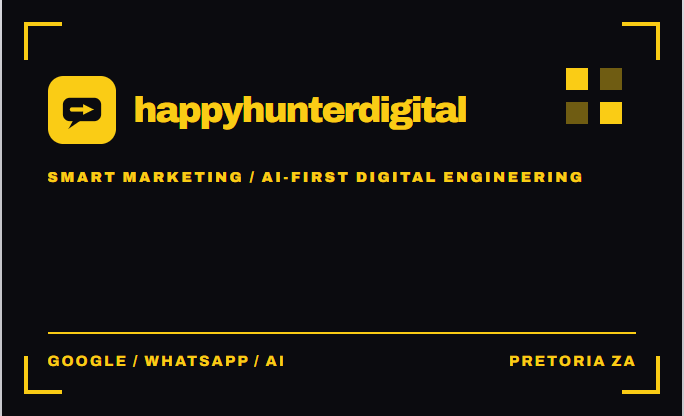 happyhunterdigital
SMART MARKETING / AI-FIRST DIGITAL ENGINEERING
GOOGLE / WHATSAPP / AI
PRETORIA ZA